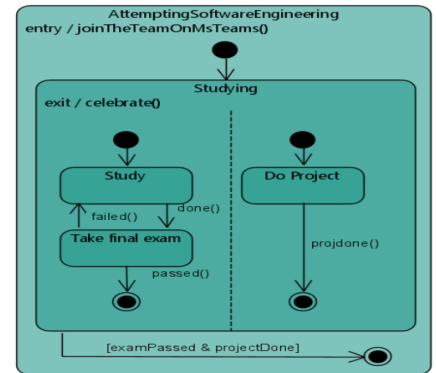 AttemptingSoftwareEngineering
entry / joinTheTeamOnMsTeams()
Studying
exit / celebrate()
Study
Do Project
failed()
done()
Take final exam
projdone()
passed()
[examPassed & projectDone]